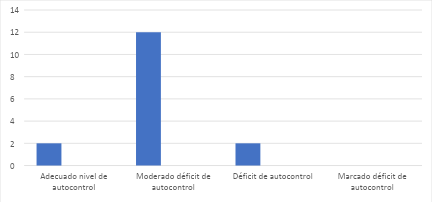 14
12
10
8
6
4
2
0
Adecuado nivel de
autocontrol
Moderado déficit de
autocontrol
Déficit de autocontrol
Marcado déficit de
autocontrol